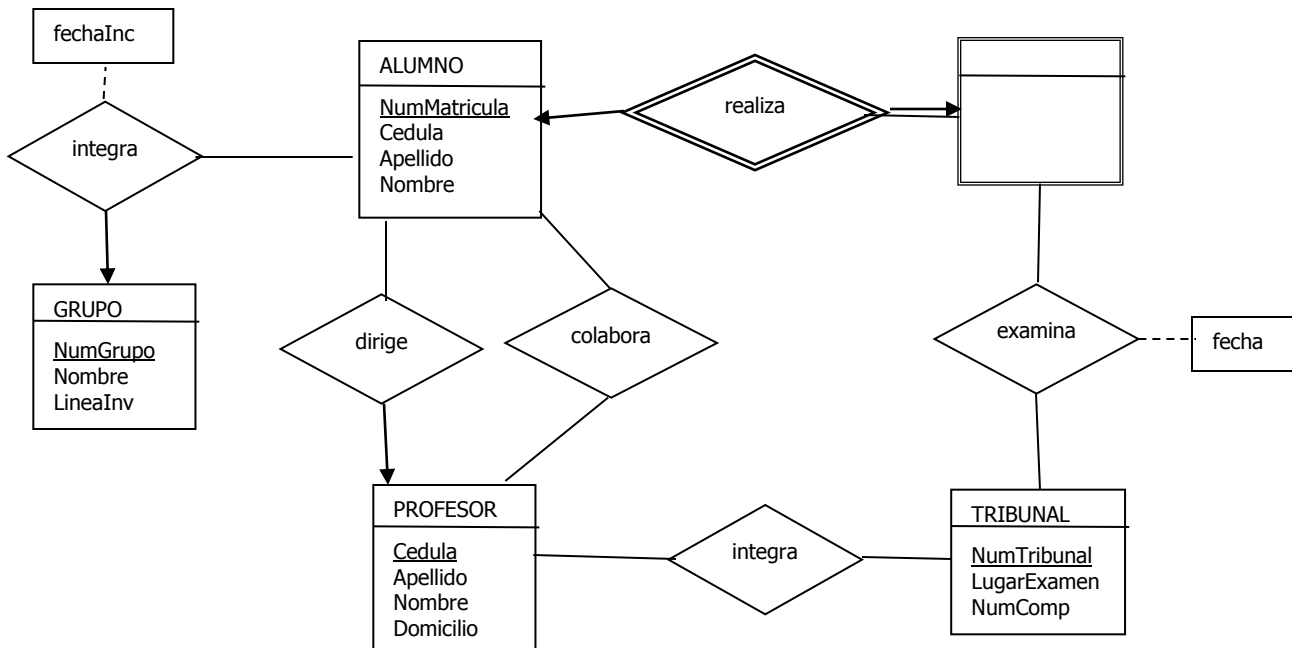 fechaInc
ALUMNO
NumMatricula
Cedula
Apellido
Nombre
realiza
integra
GRUPO
NumGrupo
Nombre
LineaInv
dirige
colabora
examina
fecha
PROFESOR
Cedula
Apellido
Nombre
Domicilio
integra
TRIBUNAL
NumTribunal
LugarExamen
NumComp